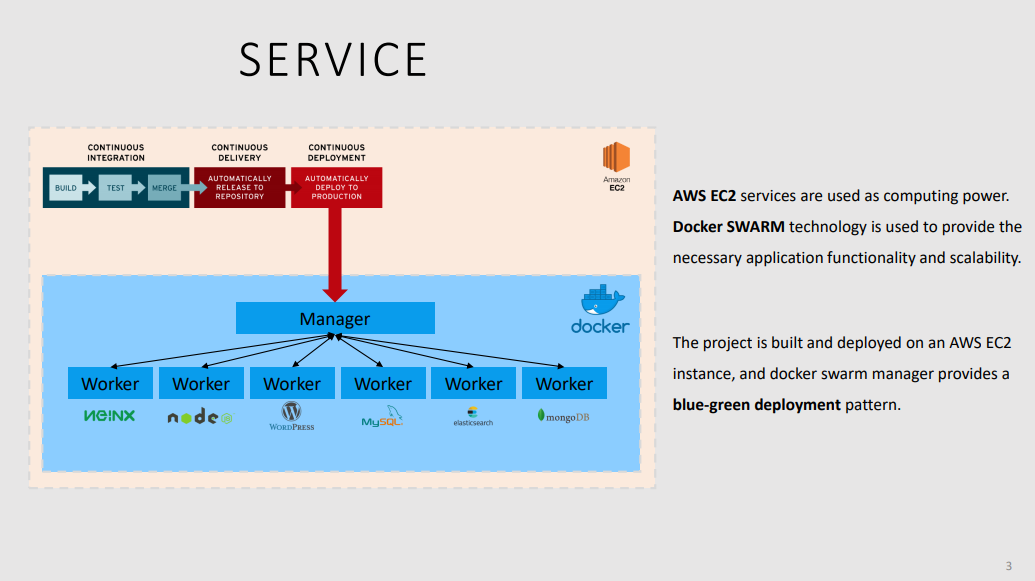 SERVICE
CONTINUOUS
INTEGRATION
CONTINUOUS
DELIVERY
CONTINUOUS
DEPLOYMENT
BUILD
TEST
MERGE
AUTOMATICALLY
RELEASE TO
REPOSITORY
AUTOMATICALLY
DEPLOY TO
PRODUCTION
Amazon
EC2
docker
Manager
Worker
Worker
Worker
Worker
Worker
Worker
NGINX
node
JS
WORDPRESS
MySQL
elasticsearch
mongoDB
AWS EC2 services are used as computing power.
Docker SWARM technology is used to provide the
necessary application functionality and scalability.
The project is built and deployed on an AWS EC2
instance, and docker swarm manager provides a
blue-green deployment pattern.
3